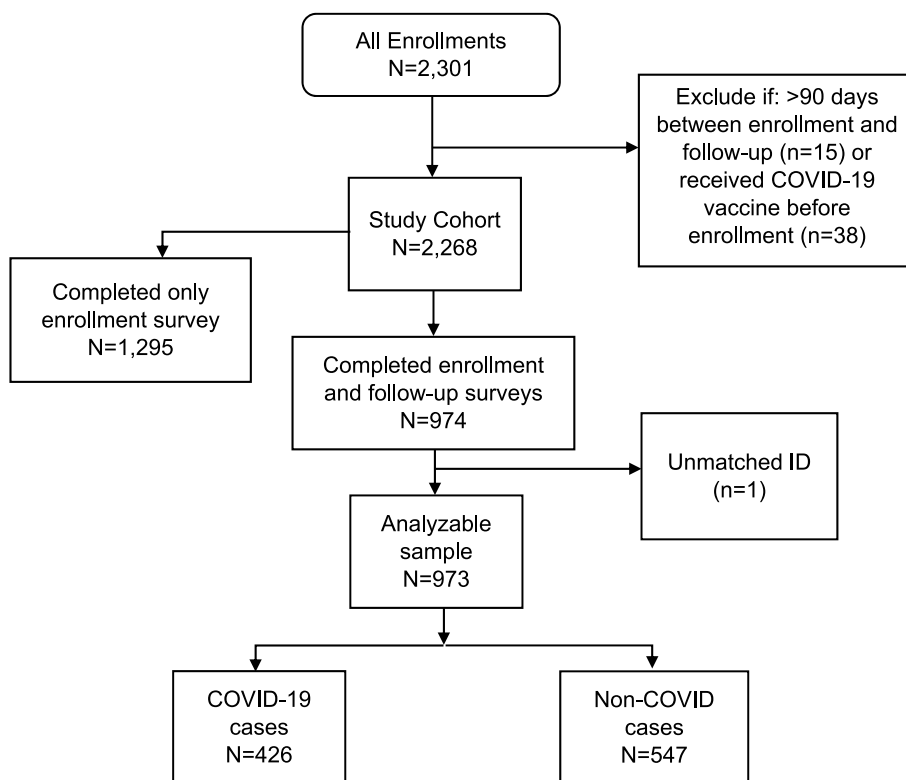 All Enrollments
N=2,301
Exclude if: >90 days
between enrollment and
follow-up (n=15) or
received COVID-19
vaccine before
enrollment (n=38)
Study Cohort
N=2,268
Completed only
enrollment survey
N=1,295
Completed enrollment
and follow-up surveys
N=974
Unmatched ID
(n=1)
Analyzable
sample
N=973
COVID-19
cases
N=426
Non-COVID
cases
N=547